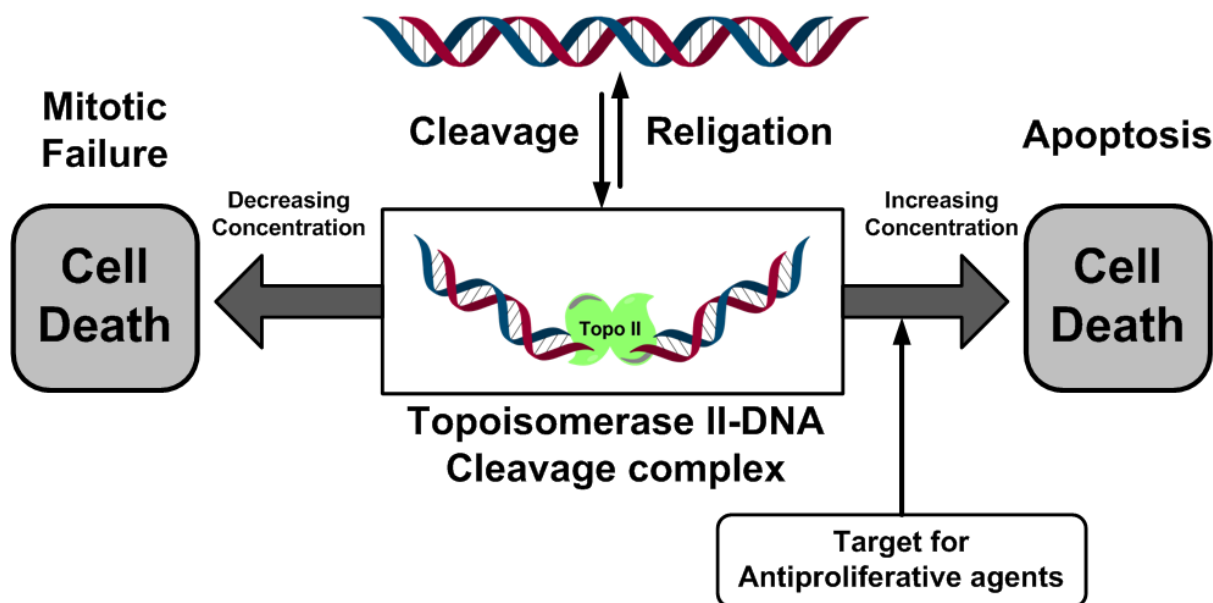 Mitotic
Failure
Cleavage
Religation
Apoptosis
Decreasing
Concentration
Increasing
Concentration
Cell
Death
Topo II
Cell
Death
Topoisomerase II-DNA
Cleavage complex
Target for
Antiproliferative agents